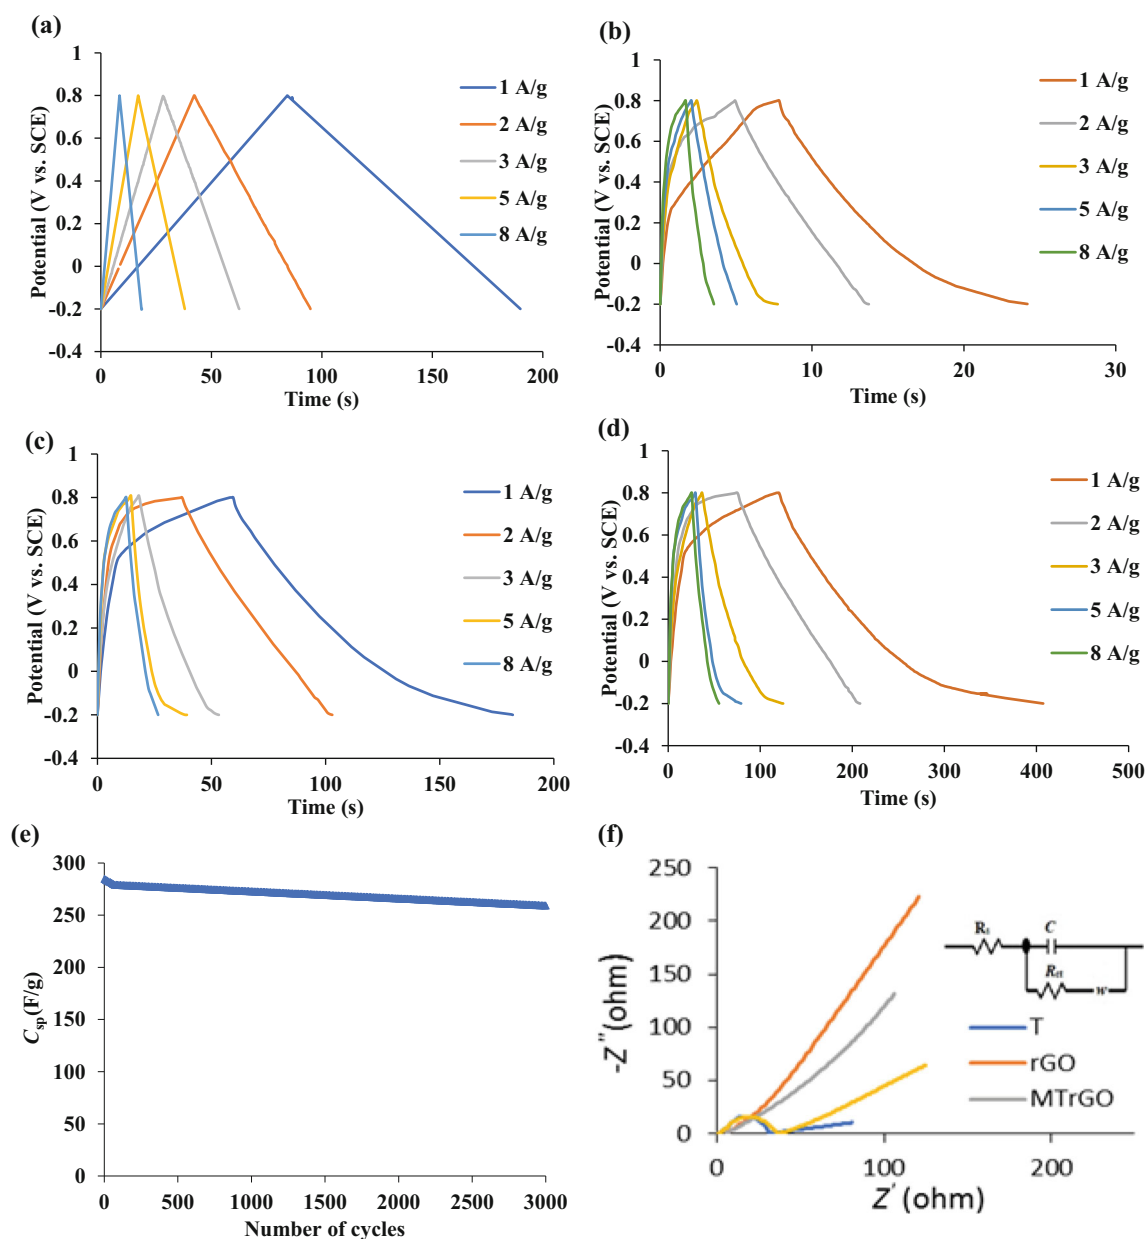 (a)
1
0.8
0.6
0.4
0.2
0
-0.2
-0.4
Potential (V vs. SCE)
0 50 100 150 200
Time (s)
1 A/g
2 A/g
3 A/g
5 A/g
8 A/g
(b)
1
0.8
0.6
0.4
0.2
0
-0.2
-0.4
Potential (V vs. SCE)
0 10 20 30
Time (s)
1 A/g
2 A/g
3 A/g
5 A/g
8 A/g
(c)
1
0.8
0.6
0.4
0.2
0
-0.2
-0.4
Potential (V vs. SCE)
0 50 100 150 200
Time (s)
1 A/g
2 A/g
3 A/g
5 A/g
8 A/g
(d)
1
0.8
0.6
0.4
0.2
0
-0.2
-0.4
Potential (V vs. SCE)
0 100 200 300 400 500
Time (s)
1 A/g
2 A/g
3 A/g
5 A/g
8 A/g
(e)
300
250
200
150
100
50
0
Csp(F/g)
0 500 1000 1500 2000 2500 3000
Number of cycles
(f)
250
200
150
100
50
0
-Z″(ohm)
0 100 200
Z′(ohm)
Rs C
Rct w
T
rGO
MTrGO